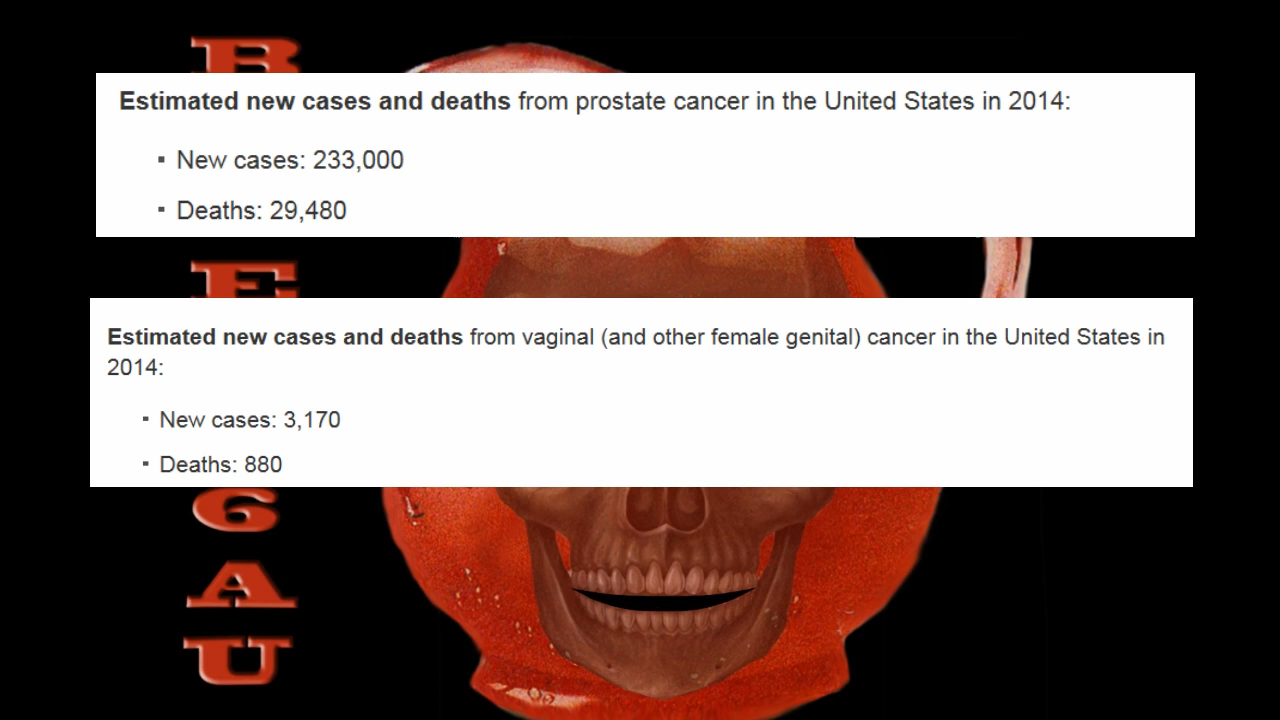 B
Estimated new cases and deaths from prostate cancer in the United States in 2014:
▪ New cases: 233,000
▪ Deaths: 29,480
E
Estimated new cases and deaths from vaginal (and other female genital) cancer in the United States in
2014:
▪ New cases: 3,170
▪ Deaths: 880
6
A
U